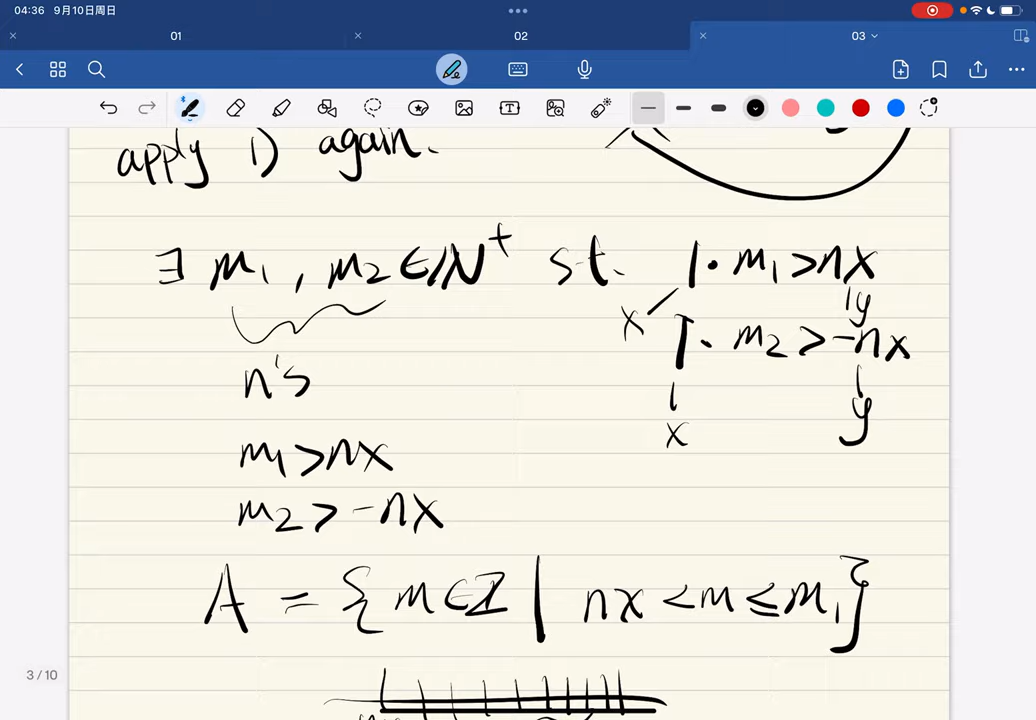 04:36 9月10日周日
01 02 03
apply 1) again.
∃ m₁, m₂ ∈ ℕ⁺ s.t. 1·m₁ > nx
x y
1·m₂ > -nx
n's
x y
m₁ > nx
m₂ > -nx
A = {m ∈ ℤ | nx < m ≤ m₁}
3 / 10